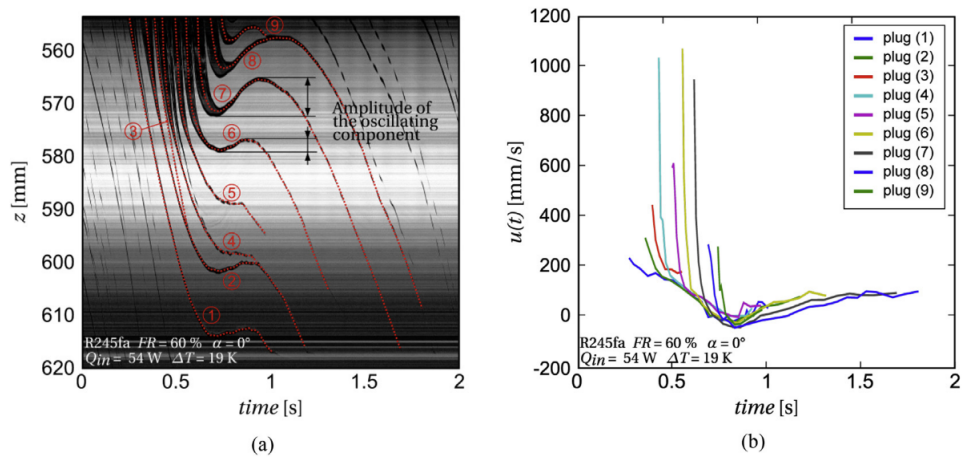 560
570
580
590
600
610
620
z [mm]
0
0.5
1
1.5
2
time [s]
⑨
⑧
⑦
⑥
③
⑤
④
②
①
Amplitude of
the oscillating
component
R245fa FR = 60 % α = 0°
Qin = 54 W ΔT = 19 K
(a)
1200
1000
800
600
400
200
0
-200
u(t) [mm/s]
0
0.5
1
1.5
2
time [s]
plug (1)
plug (2)
plug (3)
plug (4)
plug (5)
plug (6)
plug (7)
plug (8)
plug (9)
R245fa FR = 60 % α = 0°
Qin = 54 W ΔT = 19 K
(b)